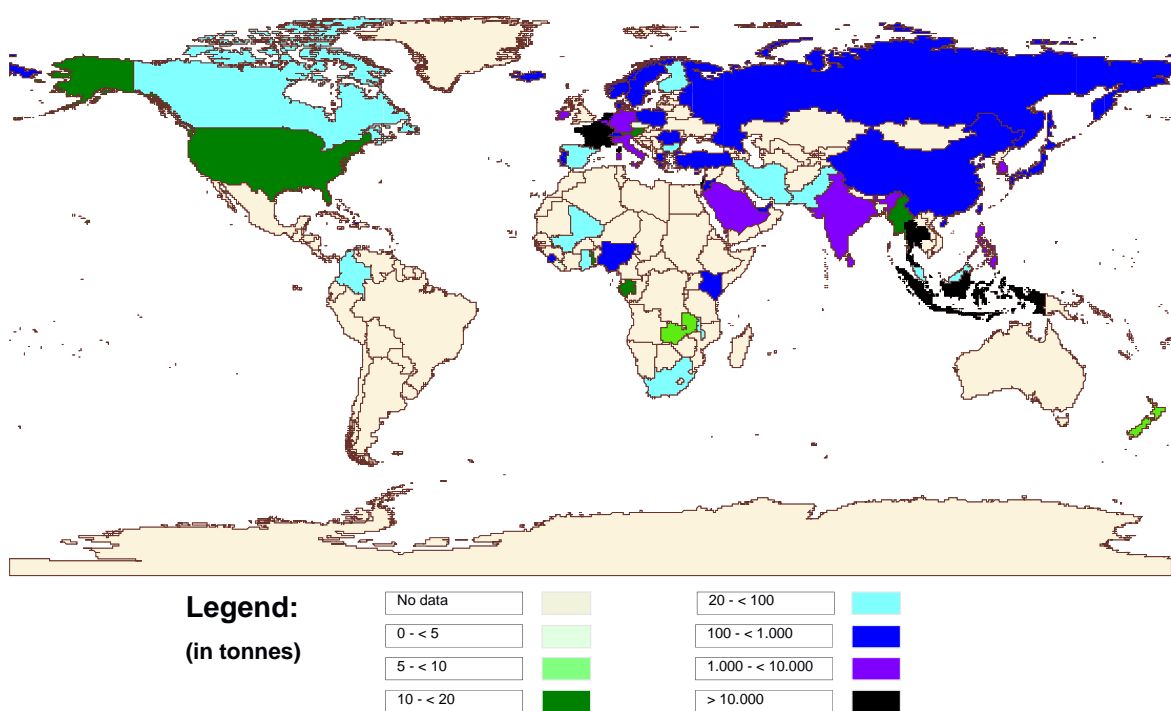 Legend:
(in tonnes)
No data
0 - < 5
5 - < 10
10 - <20
20 - < 100
100 - < 1.000
1.000 - < 10.000
> 10.000